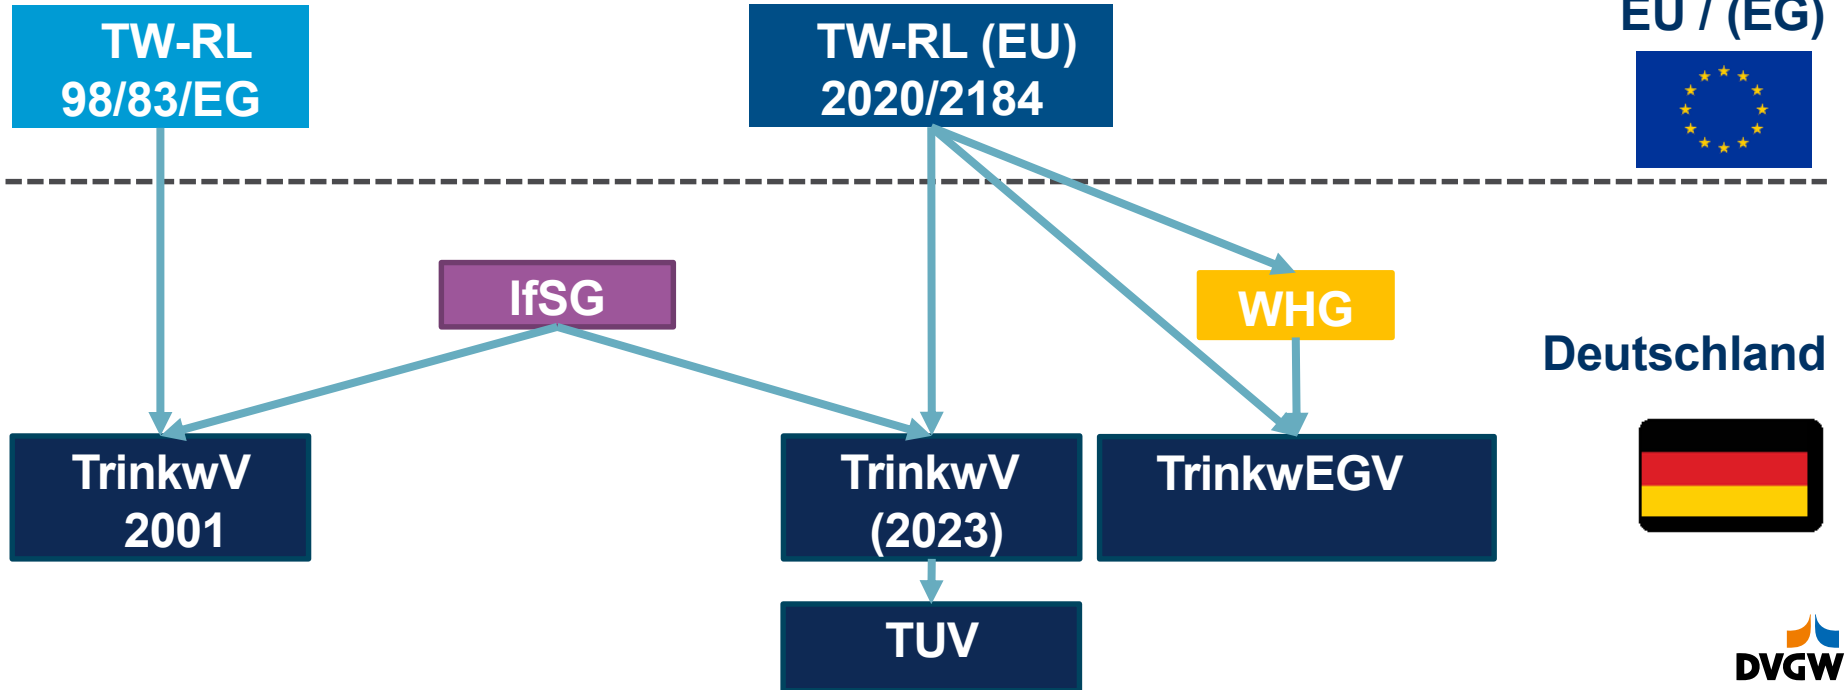 TW-RL
98/83/EG
TW-RL (EU)
2020/2184
EU / (EG)
IfSG
WHG
Deutschland
TrinkwV
2001
TrinkwV
(2023)
TrinkwEGV
TUV
DVGW